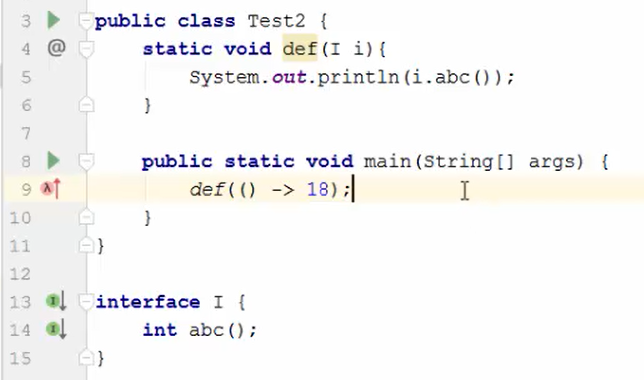 3 public class Test2 {
4 @ static void def(I i){
5 System.out.println(i.abc());
6 }
7
8 public static void main(String[] args) {
9 def(() -> 18);
10 }
11 }
12
13 interface I {
14 int abc();
15 }